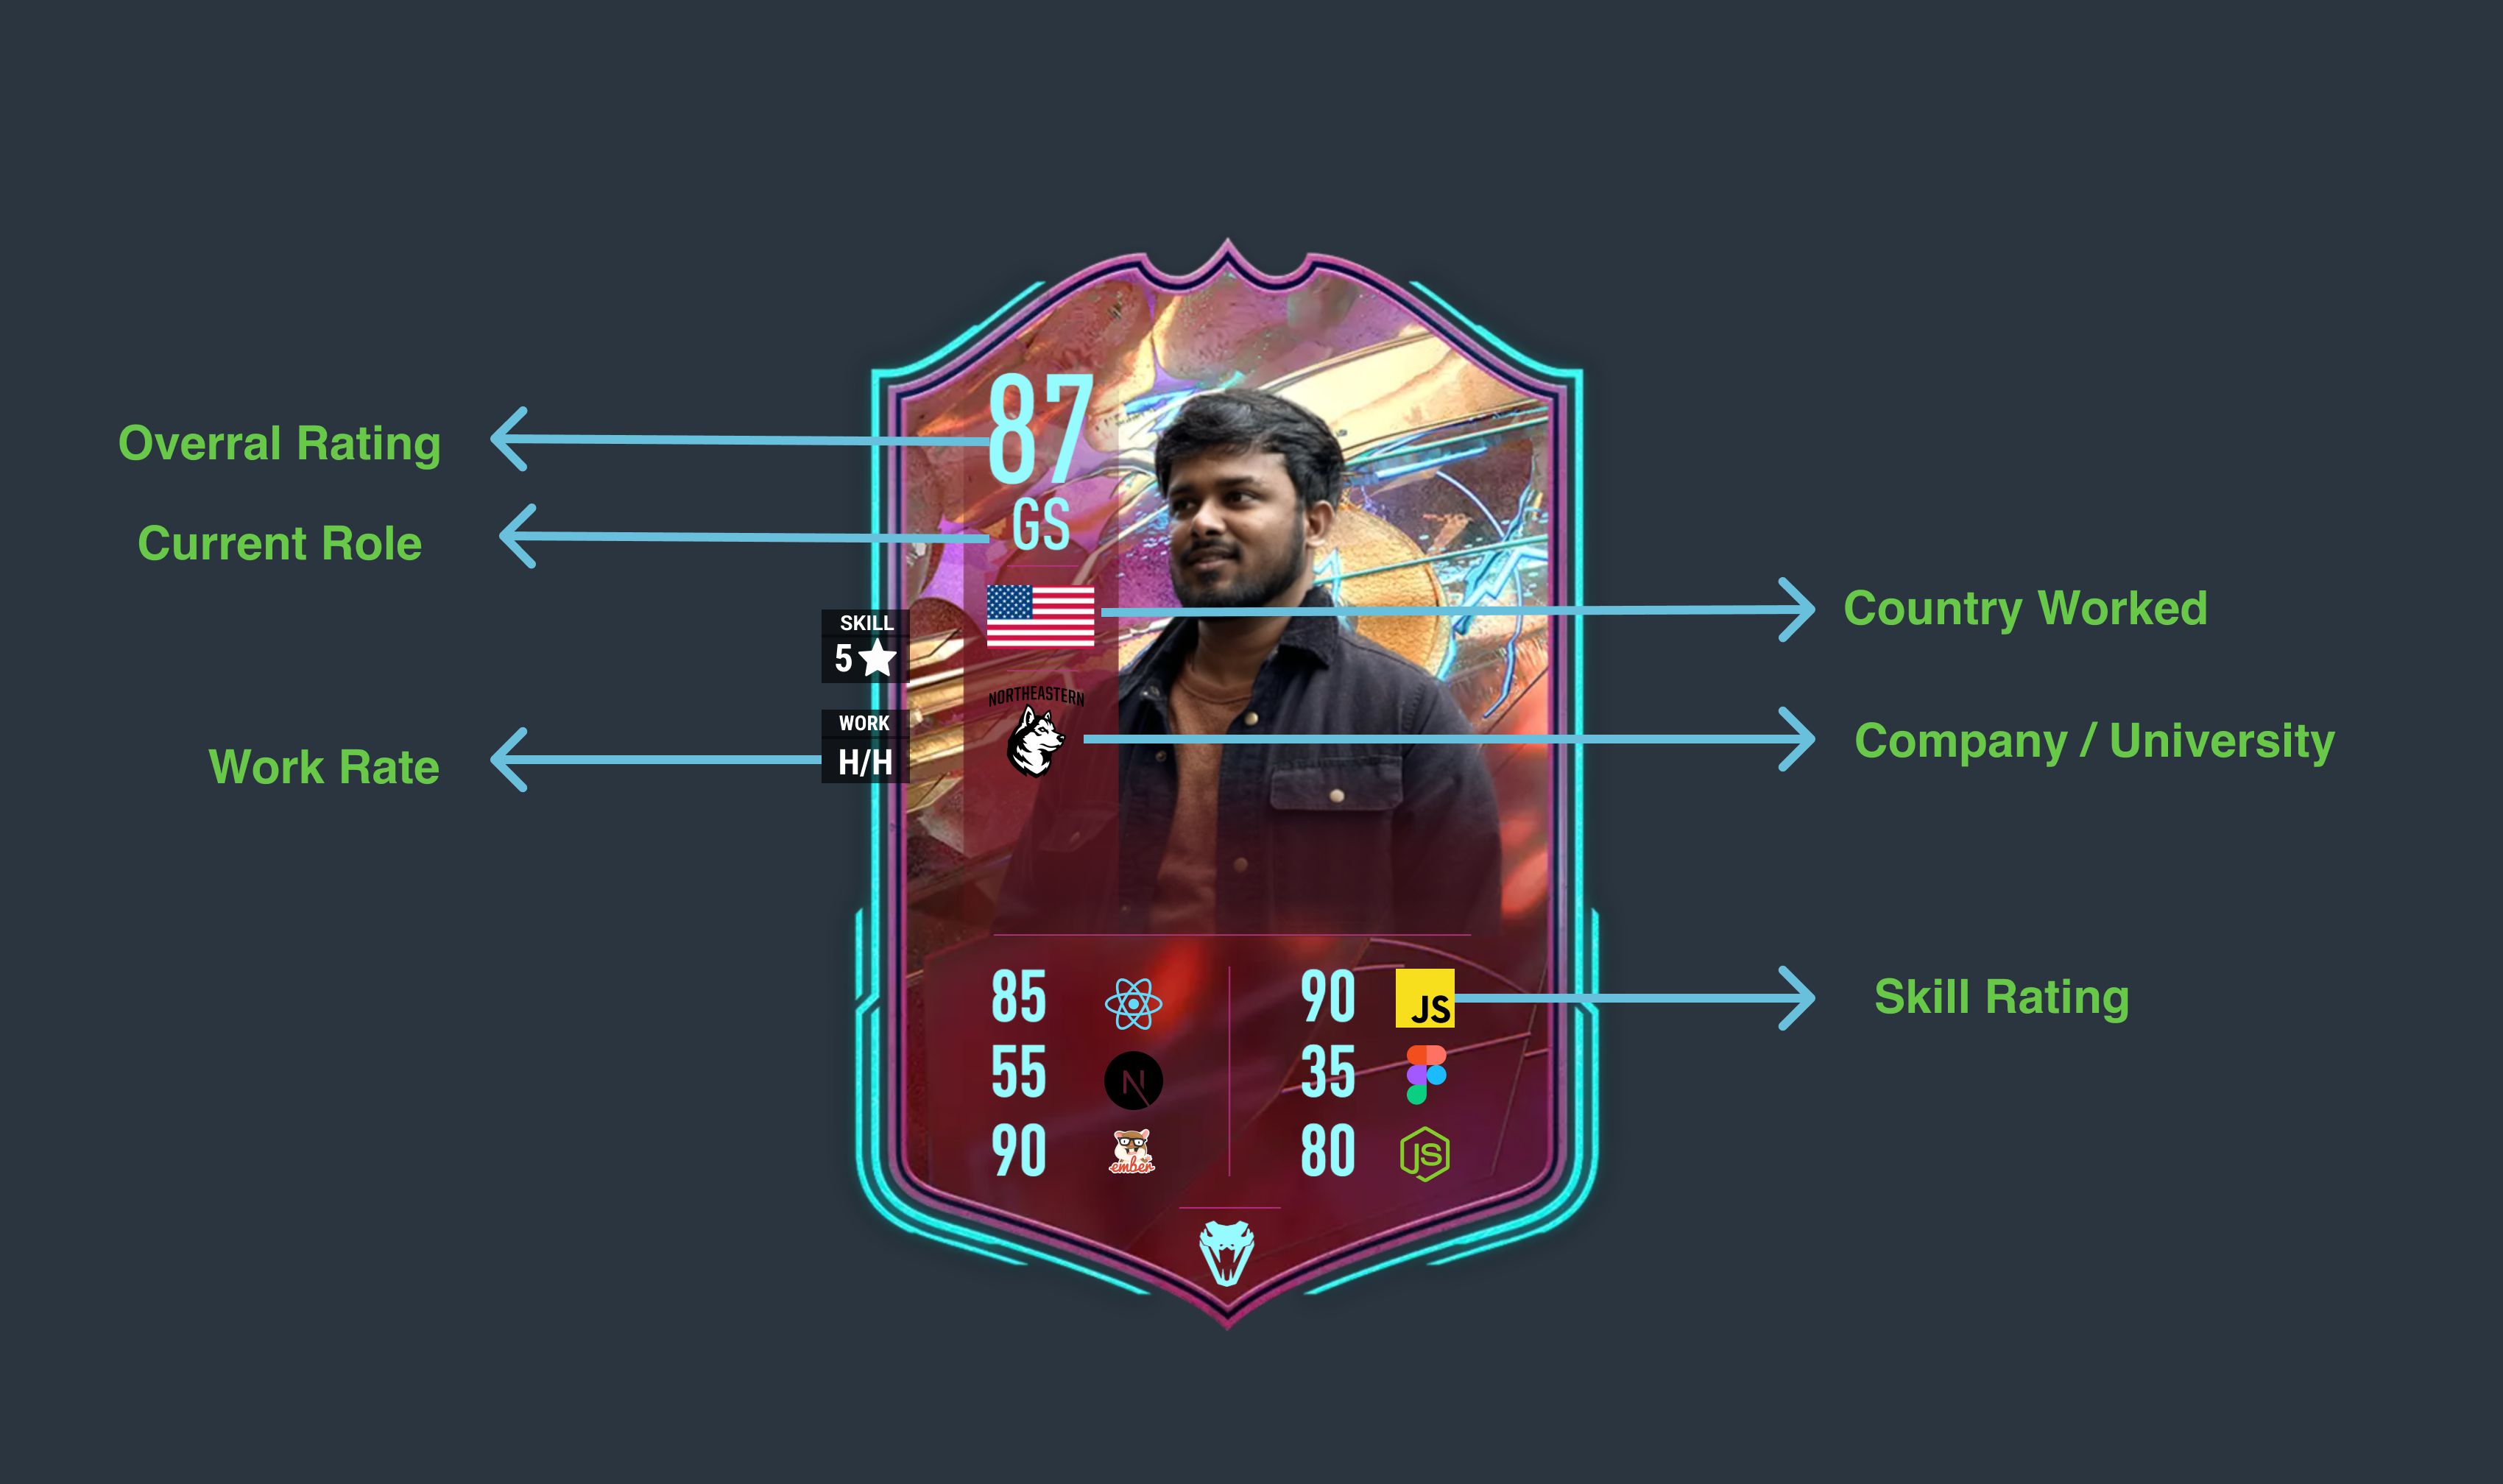 87
Overral Rating
GS
Current Role
SKILL
5
Country Worked
NORTHEASTERN
WORK
H/H
Work Rate
Company / University
85
90 JS
Skill Rating
55 N
35
90 ember
80 JS